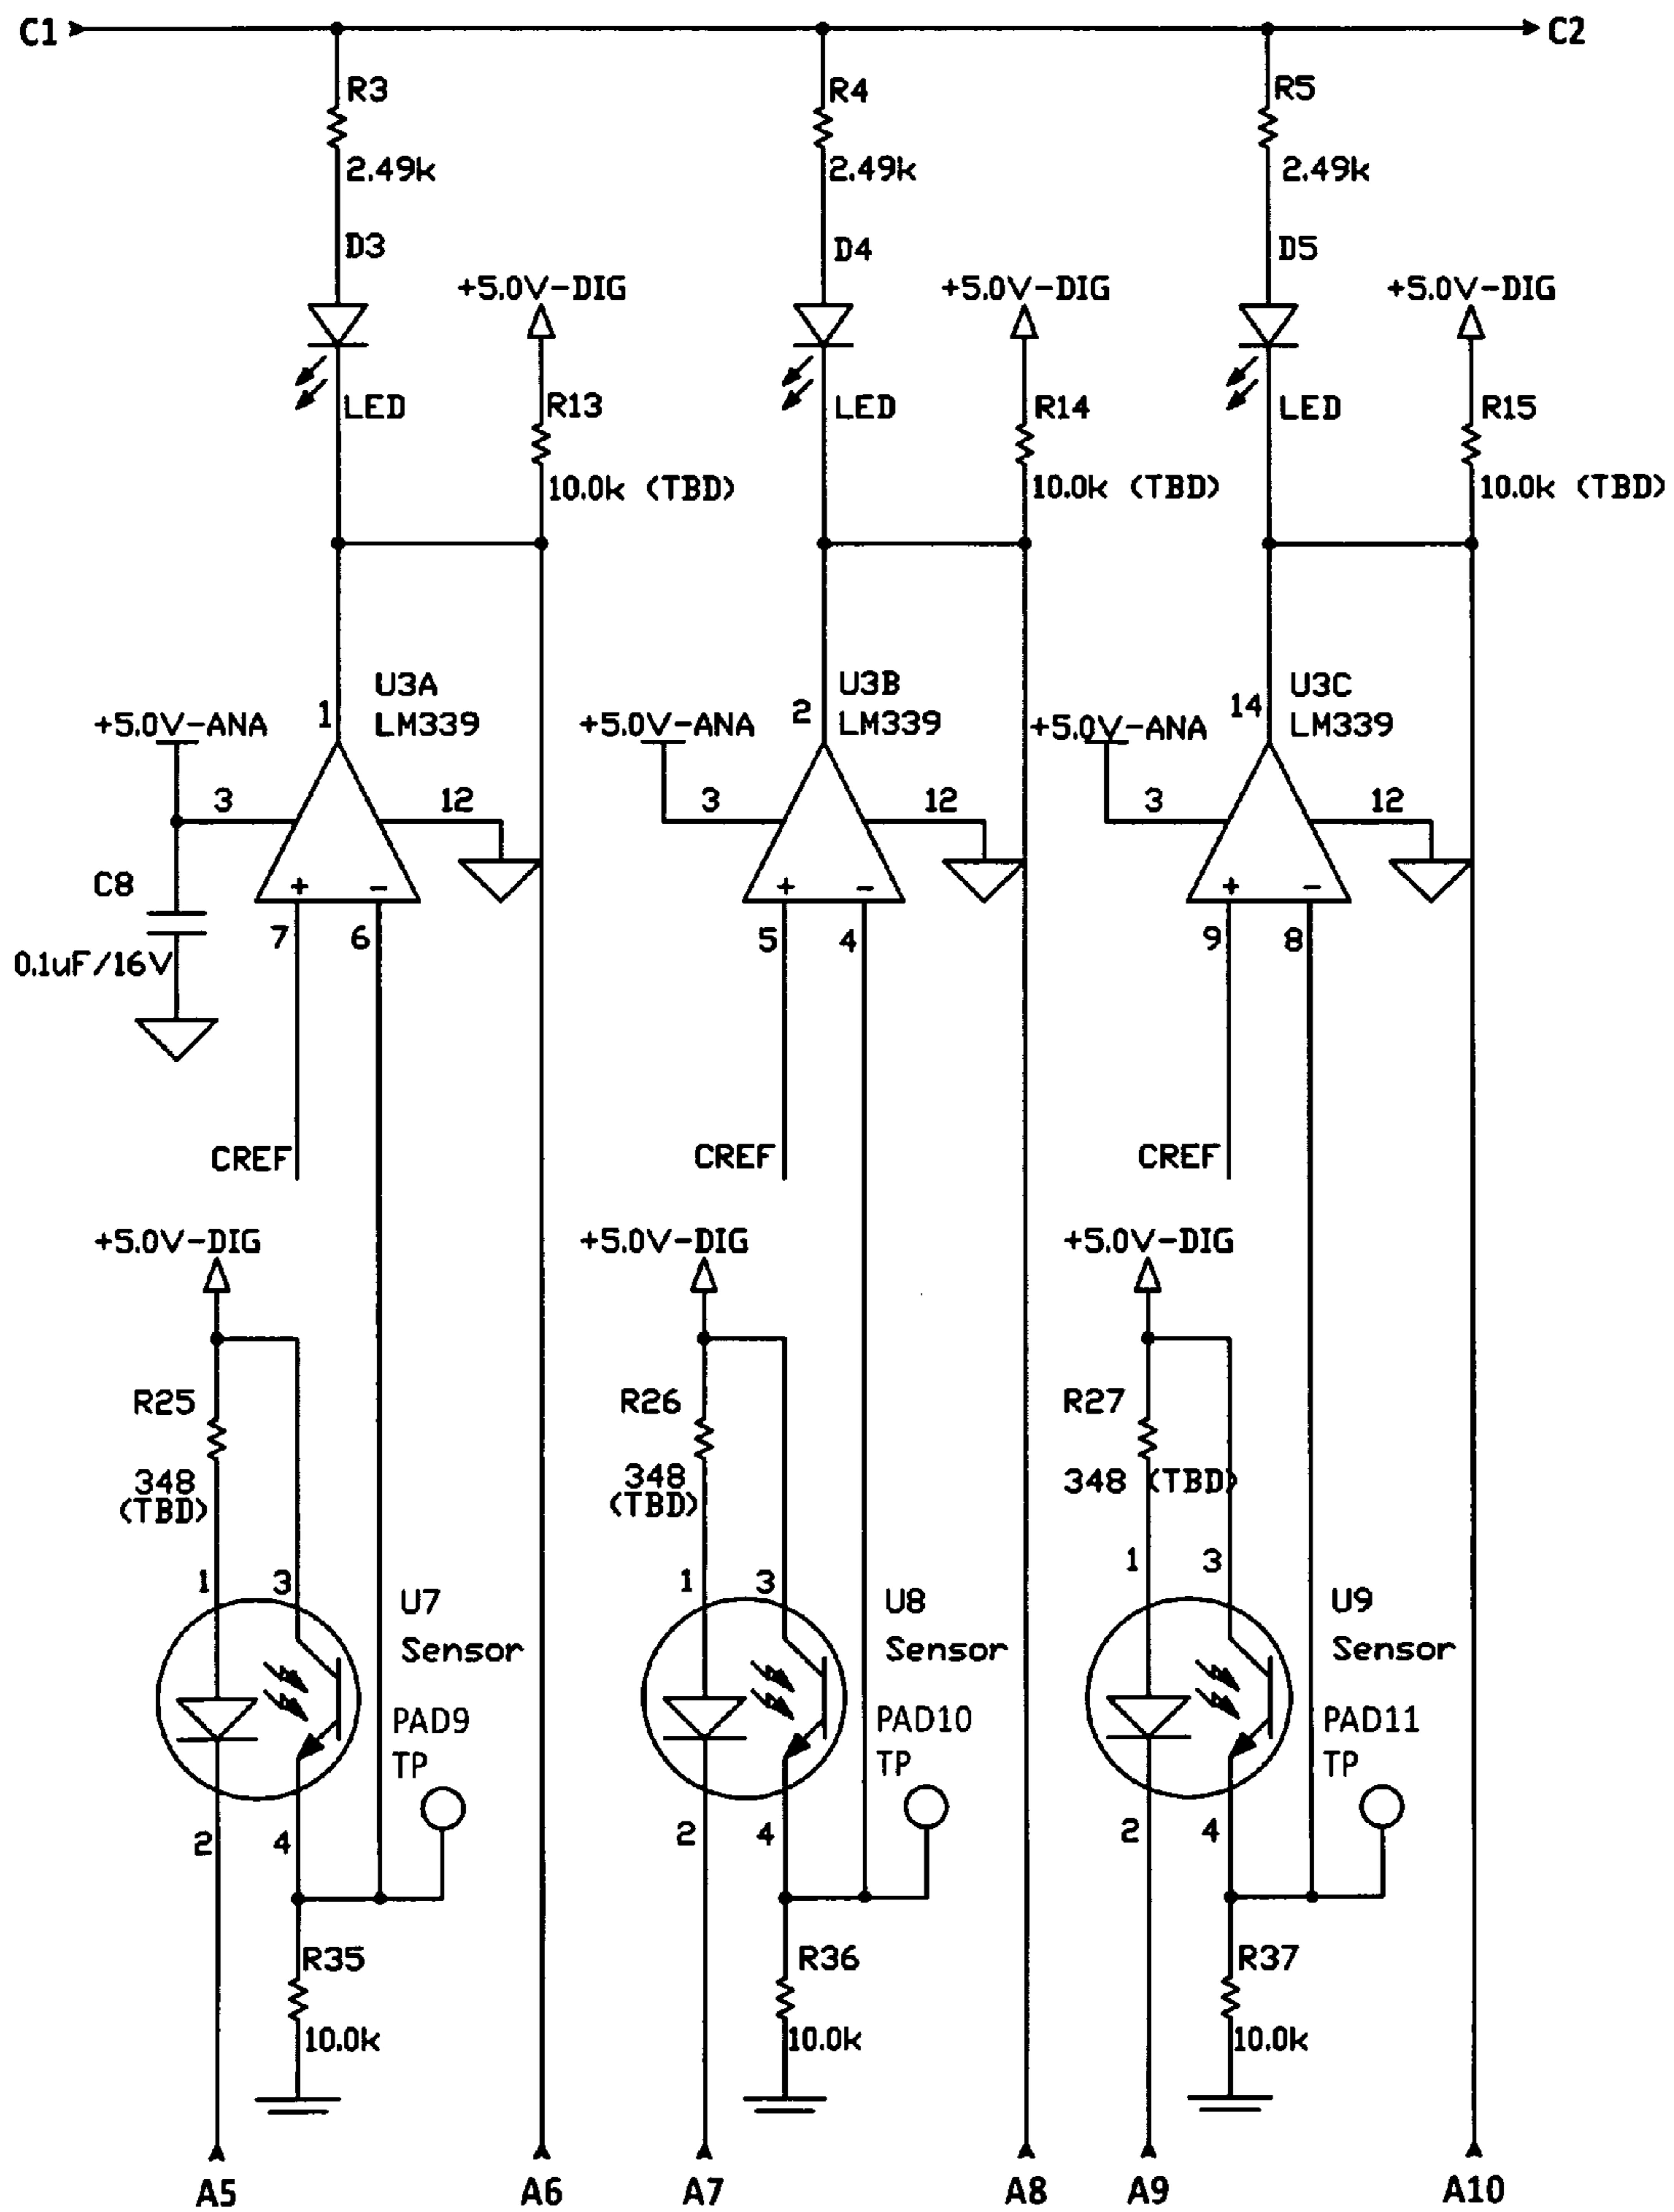 C1
C2
R3
R4
R5
2.49k
2.49k
2.49k
D3
D4
D5
+5.0V-DIG
+5.0V-DIG
+5.0V-DIG
LED
R13
LED
R14
LED
R15
10.0k (TBD)
10.0k (TBD)
10.0k (TBD)
U3A
U3B
U3C
+5.0V-ANA
1
LM339
+5.0V-ANA
2
LM339
+5.0V-ANA
14
LM339
3
12
3
12
3
12
C8
+
-
+
-
+
-
0.1uF/16V
7
6
5
4
9
8
CREF
CREF
CREF
+5.0V-DIG
+5.0V-DIG
+5.0V-DIG
R25
R26
R27
348
(TBD)
348
(TBD)
348 (TBD)
1
3
1
3
1
3
U7
Sensor
U8
Sensor
U9
Sensor
PAD9
TP
PAD10
TP
PAD11
TP
2
4
2
4
2
4
R35
R36
R37
10.0k
10.0k
10.0k
A5
A6
A7
A8
A9
A10